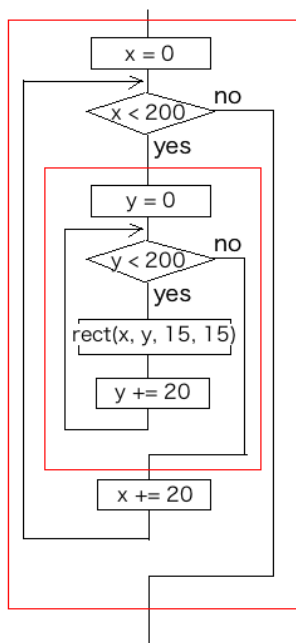 x = 0
x < 200
no
yes
y = 0
y < 200
no
yes
rect(x, y, 15, 15)
y += 20
x += 20